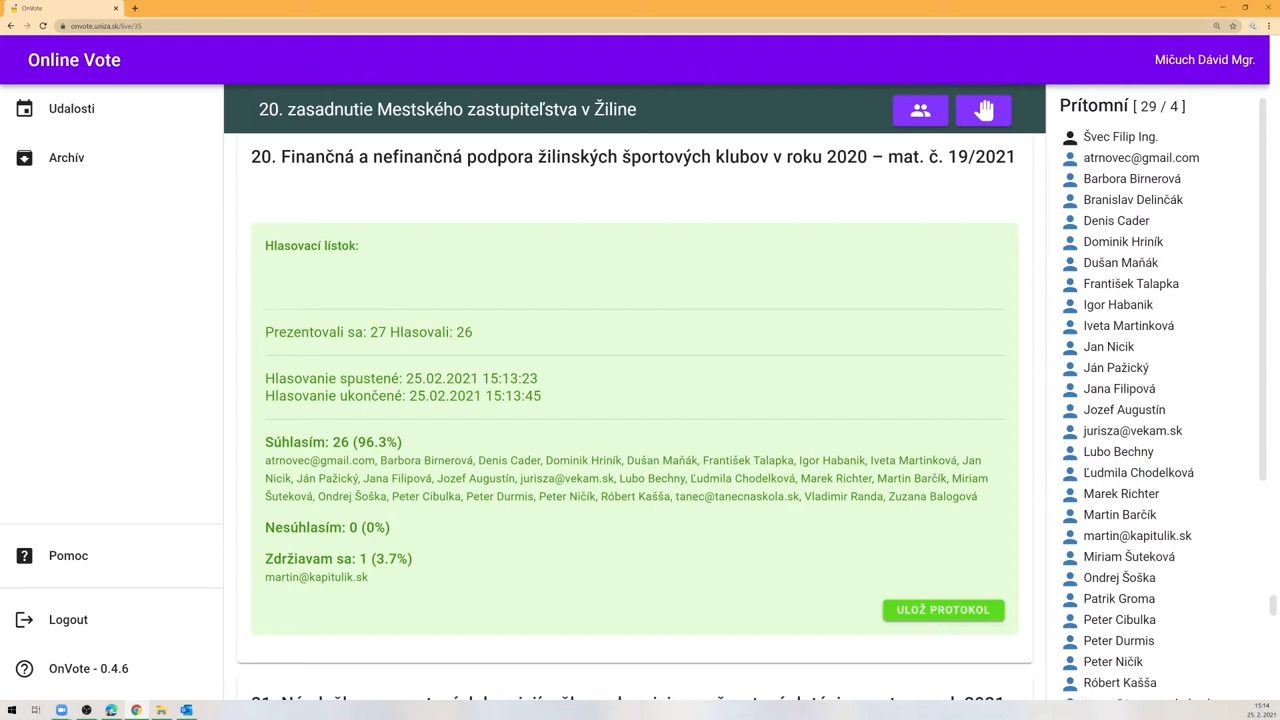 OnVote
onvote.uniza.sk/live/35
Online Vote
Mičuch Dávid Mgr.
Udalosti
Archív
Pomoc
Logout
OnVote - 0.4.6
20. zasadnutie Mestského zastupiteľstva v Žiline
20. Finančná a nefinančná podpora žilinských športových klubov v roku 2020 – mat. č. 19/2021
Hlasovací lístok:
Prezentovali sa: 27 Hlasovali: 26
Hlasovanie spustené: 25.02.2021 15:13:23
Hlasovanie ukončené: 25.02.2021 15:13:45
Súhlasím: 26 (96.3%)
atrnovec@gmail.com, Barbora Birnerová, Denis Cader, Dominik Hriník, Dušan Maňák, František Talapka, Igor Habanik, Iveta Martinková, Jan
Nicik, Ján Pažický, Jana Filipová, Jozef Augustín, jurisza@vekam.sk, Lubo Bechny, Ľudmila Chodelková, Marek Richter, Martin Barčík, Miriam
Šuteková, Ondrej Šoška, Peter Cibulka, Peter Durmis, Peter Ničík, Róbert Kašša, tanec@tanecnaskola.sk, Vladimir Randa, Zuzana Balogová
Nesúhlasím: 0 (0%)
Zdržiavam sa: 1 (3.7%)
martin@kapitulik.sk
ULOŽ PROTOKOL
Prítomní [ 29 / 4 ]
Švec Filip Ing.
atrnovec@gmail.com
Barbora Birnerová
Branislav Delinčák
Denis Cader
Dominik Hriník
Dušan Maňák
František Talapka
Igor Habanik
Iveta Martinková
Jan Nicik
Ján Pažický
Jana Filipová
Jozef Augustín
jurisza@vekam.sk
Lubo Bechny
Ľudmila Chodelková
Marek Richter
Martin Barčík
martin@kapitulik.sk
Miriam Šuteková
Ondrej Šoška
Patrik Groma
Peter Cibulka
Peter Durmis
Peter Ničík
Róbert Kašša
15:14
25. 2. 2021